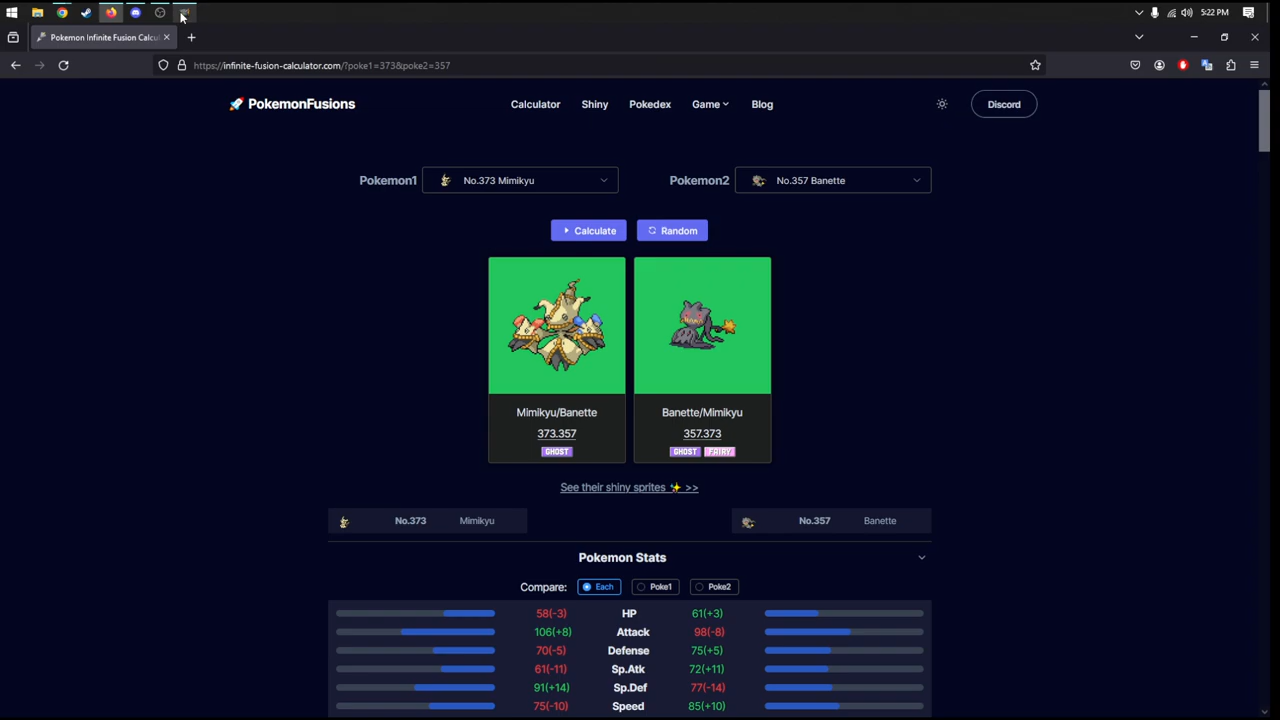 5:22 PM
Pokemon Infinite Fusion Calcu
https://infinite-fusion-calculator.com/?poke1=373&poke2=357
PokemonFusions
Calculator Shiny Pokedex Game Blog Discord
Pokemon1 No.373 Mimikyu Pokemon2 No.357 Banette
Calculate Random
Mimikyu/Banette Banette/Mimikyu
373.357 357.373
GHOST GHOST FAIRY
See their shiny sprites ✨ >>
No.373 Mimikyu No.357 Banette
Pokemon Stats
Compare: Each Poke1 Poke2
58(-3) HP 61(+3)
106(+8) Attack 98(-8)
70(-5) Defense 75(+5)
61(-11) Sp.Atk 72(+11)
91(+14) Sp.Def 77(-14)
75(-10) Speed 85(+10)